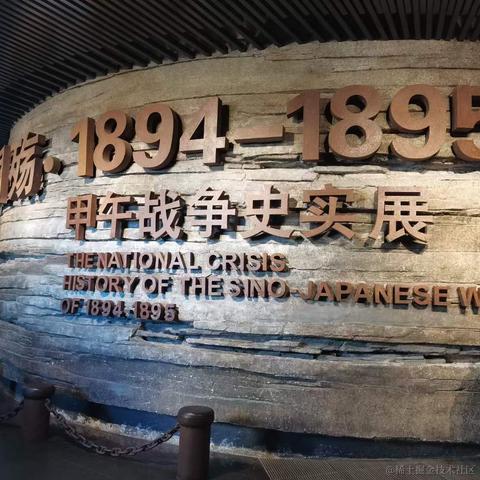 殇·1894–1895
甲午战争史实展
THE NATIONAL CRISIS
HISTORY OF THE SINO-JAPANESE W
OF 1894-1895
@稀土掘金技术社区